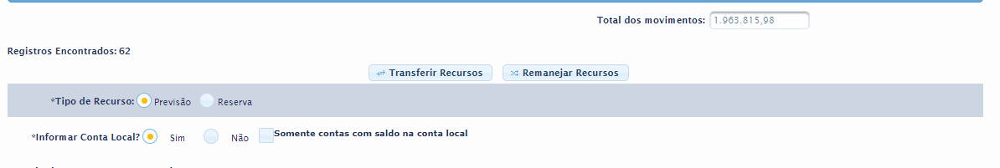 Total dos movimentos: 1.963.815,98
Registros Encontrados: 62
Transferir Recursos Remanejar Recursos
*Tipo de Recurso: Previsão Reserva
*Informar Conta Local? Sim Não Somente contas com saldo na conta local